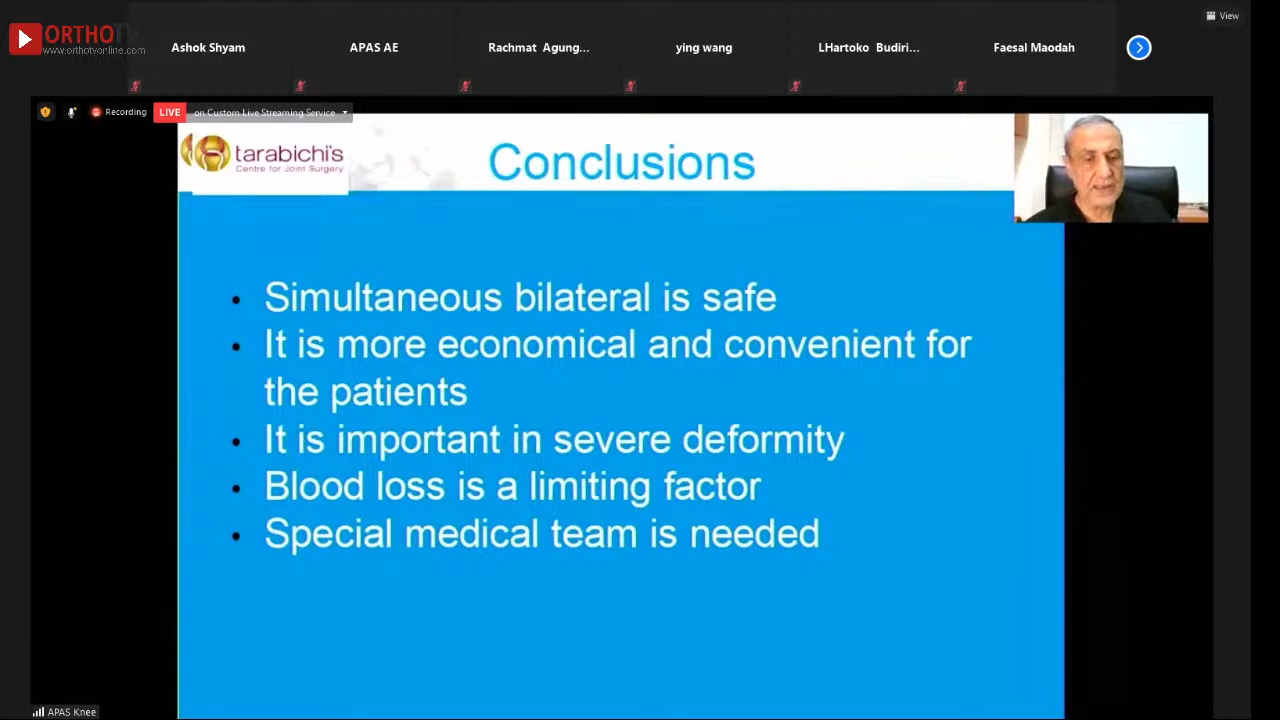 ORTHOTV
www.orthotvonline.com
Ashok Shyam
APAS AE
Rachmat Agung...
ying wang
LHartoko Budiri...
Faesal Maodah
View
Recording
LIVE
on Custom Live Streaming Service
tarabichi's
Centre for Joint Surgery
Conclusions
• Simultaneous bilateral is safe
• It is more economical and convenient for
the patients
• It is important in severe deformity
• Blood loss is a limiting factor
• Special medical team is needed
APAS Knee